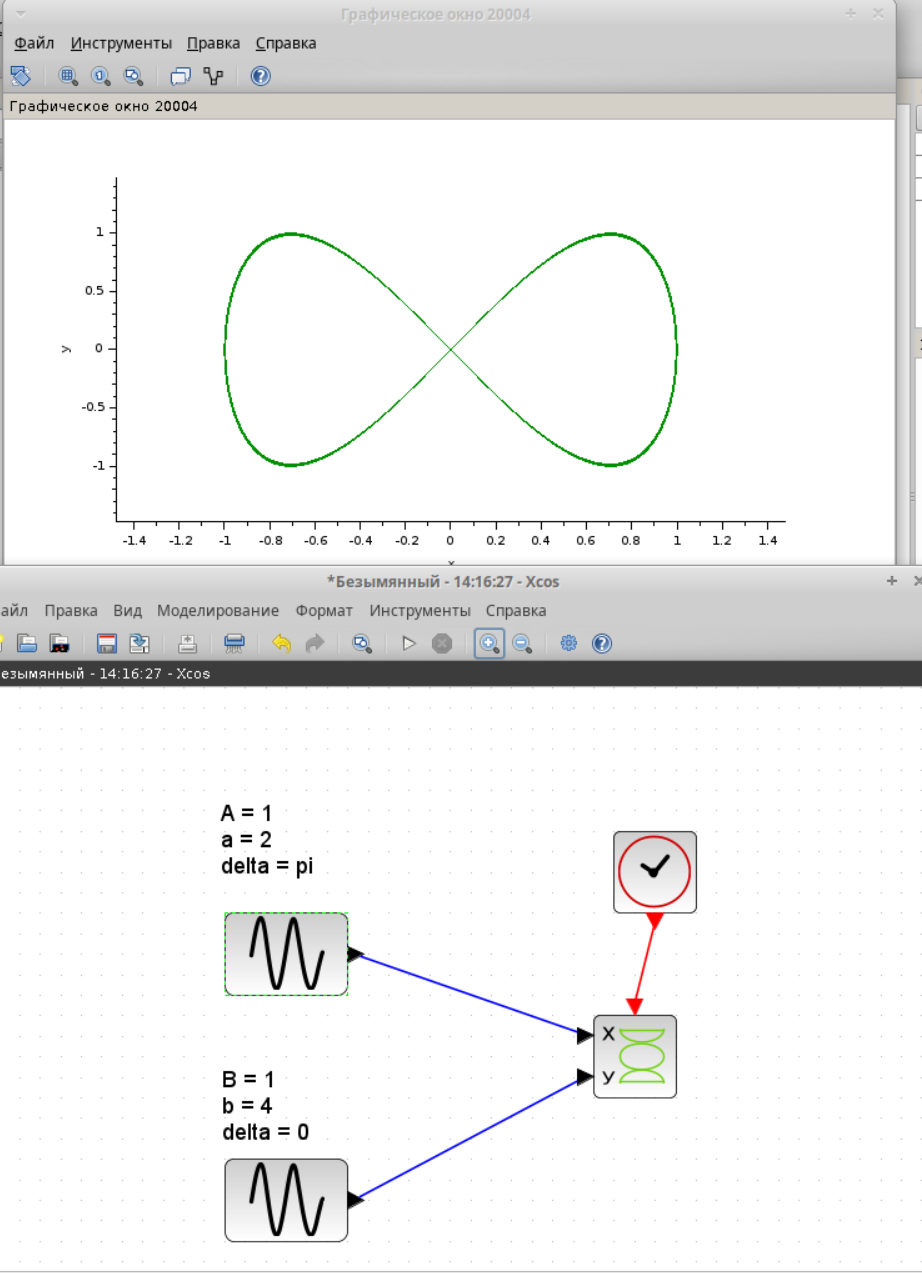 Графическое окно 20004
Файл Инструменты Правка Справка
Графическое окно 20004
1
0.5
y 0
-0.5
-1
-1.4 -1.2 -1 -0.8 -0.6 -0.4 -0.2 0 0.2 0.4 0.6 0.8 1 1.2 1.4
*Безымянный - 14:16:27 - Xcos
айл Правка Вид Моделирование Формат Инструменты Справка
езымянный - 14:16:27 - Xcos
A = 1
a = 2
delta = pi
X
y
B = 1
b = 4
delta = 0